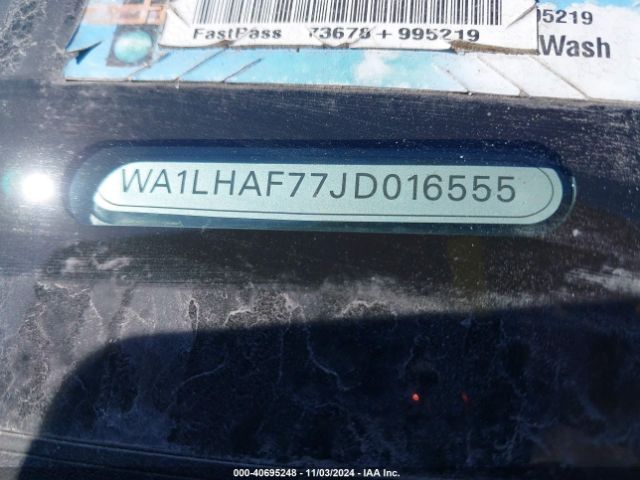 95219
FastPass 73678 + 995219
Wash
WA1LHAF77JD016555
000-40695248 - 11/03/2024 - IAA Inc.